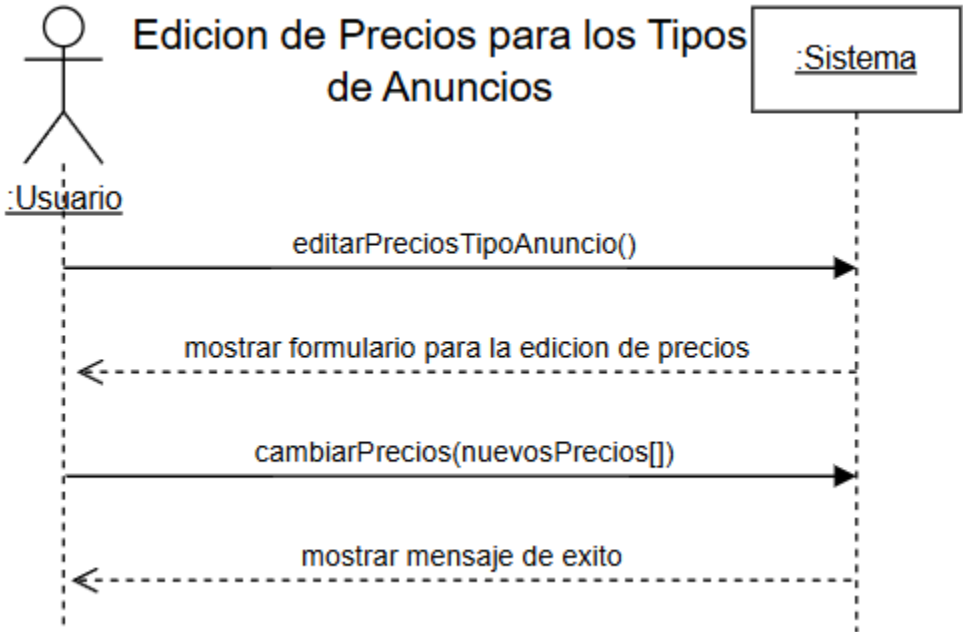 Edicion de Precios para los Tipos
de Anuncios
:Sistema
:Usuario
editarPreciosTipoAnuncio()
mostrar formulario para la edicion de precios
cambiarPrecios(nuevosPrecios[])
mostrar mensaje de exito